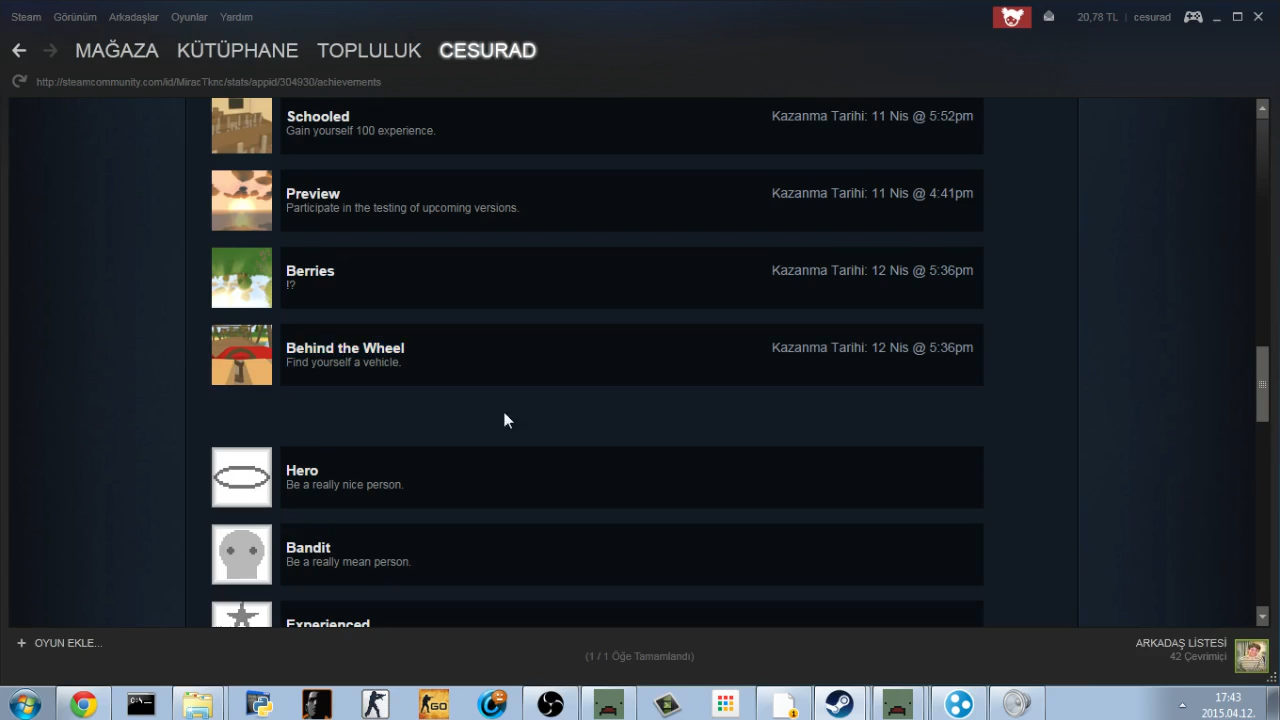 Steam Görünüm Arkadaşlar Oyunlar Yardım 20,78 TL cesurad
MAĞAZA KÜTÜPHANE TOPLULUK CESURAD
http://steamcommunity.com/id/MiracTknc/stats/appid/304930/achievements
Schooled Kazanma Tarihi: 11 Nis @ 5:52pm
Gain yourself 100 experience.
Preview Kazanma Tarihi: 11 Nis @ 4:41pm
Participate in the testing of upcoming versions.
Berries Kazanma Tarihi: 12 Nis @ 5:36pm
!?
Behind the Wheel Kazanma Tarihi: 12 Nis @ 5:36pm
Find yourself a vehicle.
Hero
Be a really nice person.
Bandit
Be a really mean person.
Experienced
+ OYUN EKLE... ARKADAŞ LİSTESİ
(1 / 1 Öğe Tamamlandı) 42 Çevrimiçi
C:\
GO
1
17:43
2015.04.12.